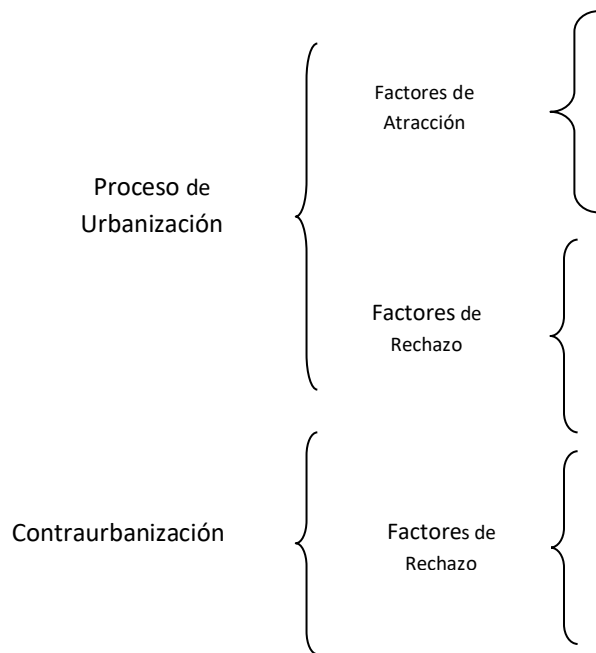 Factores de
Atracción
Proceso de
Urbanización
Factores de
Rechazo
Contraurbanización
Factores de
Rechazo